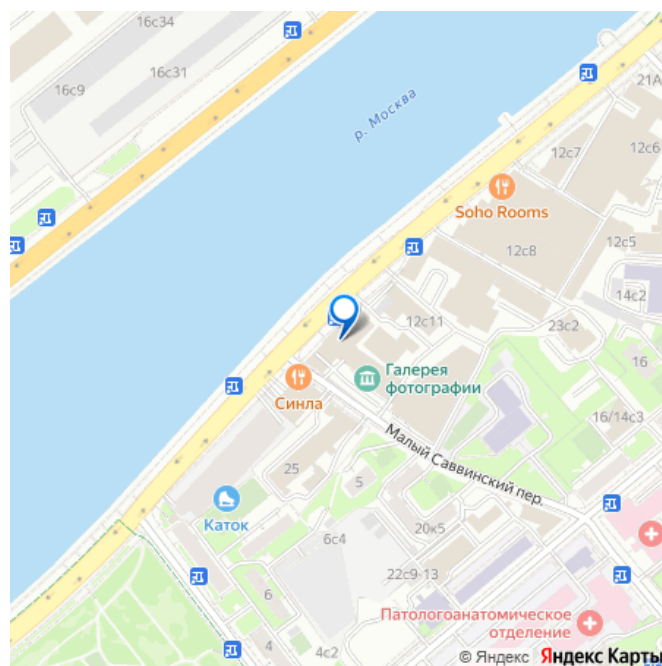 16с34
16с31
16с9
р. Москва
21А
12с7
12с6
Soho Rooms
12с8
12с5
14с2
12с11
23с2
16
Галерея
фотографии
Синла
16/14с3
Малый Саввинский пер.
25
5
Каток
20к5
6с4
22с9-13
6
4
4с2
Патологоанатомическое
отделение
© Яндекс Яндекс Карты